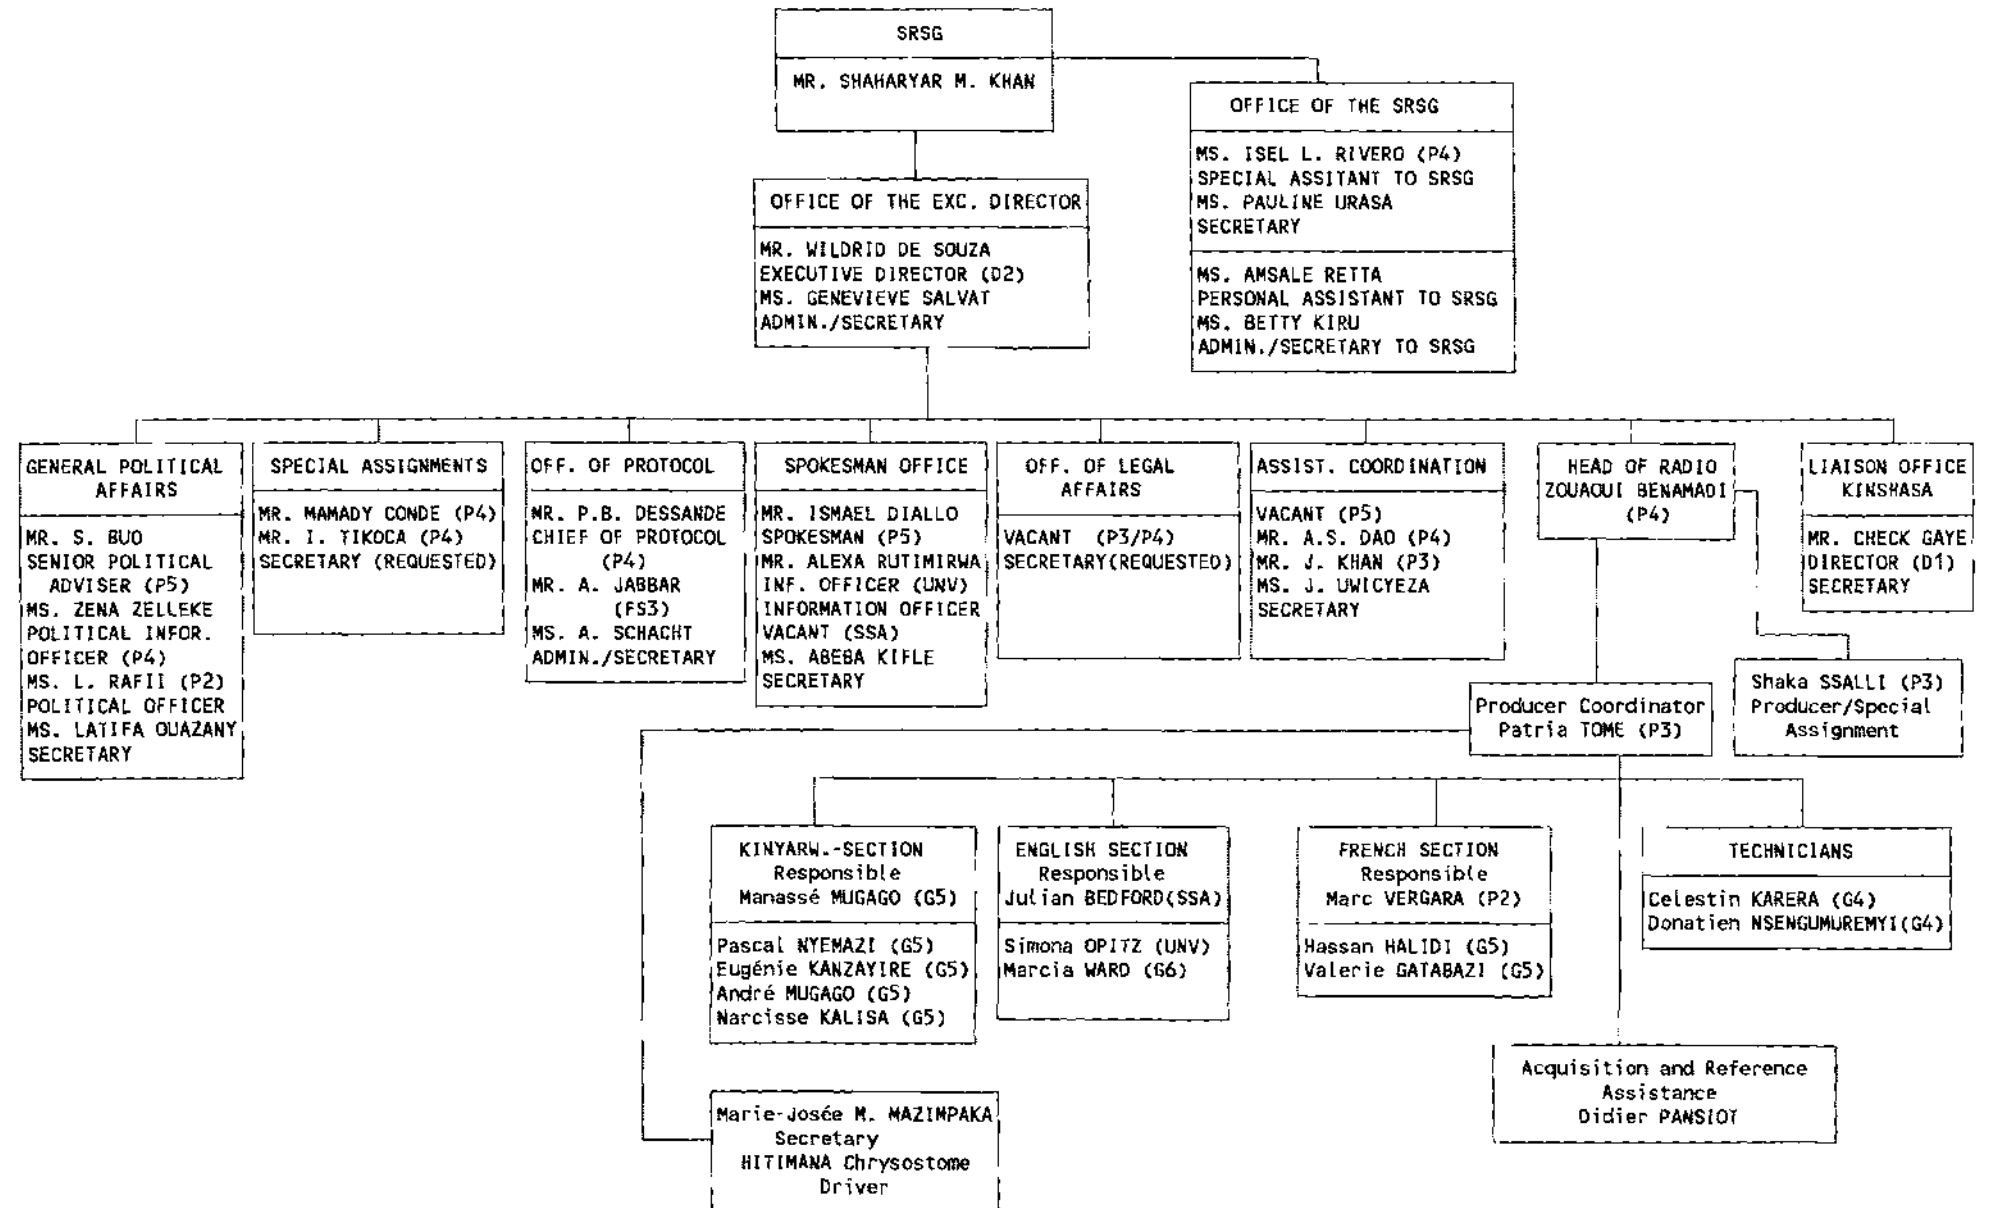 SRSG
MR. SHAHARYAR M. KHAN
OFFICE OF THE SRSG
MS. ISEL L. RIVERO (P4)
SPECIAL ASSITANT TO SRSG
MS. PAULINE URASA
SECRETARY
MS. AMSALE RETTA
PERSONAL ASSISTANT TO SRSG
MS. BETTY KIRU
ADMIN./SECRETARY TO SRSG
OFFICE OF THE EXC. DIRECTOR
MR. WILDRID DE SOUZA
EXECUTIVE DIRECTOR (D2)
MS. GENEVIEVE SALVAT
ADMIN./SECRETARY
GENERAL POLITICAL
AFFAIRS
MR. S. BUO
SENIOR POLITICAL
ADVISER (P5)
MS. ZENA ZELLEKE
POLITICAL INFOR.
OFFICER (P4)
MS. L. RAFII (P2)
POLITICAL OFFICER
MS. LATIFA OUAZANY
SECRETARY
SPECIAL ASSIGNMENTS
MR. MAMADY CONDE (P4)
MR. I. TIKOCA (P4)
SECRETARY (REQUESTED)
OFF. OF PROTOCOL
MR. P.B. DESSANDE
CHIEF OF PROTOCOL
(P4)
MR. A. JABBAR
(FS3)
MS. A. SCHACHT
ADMIN./SECRETARY
SPOKESMAN OFFICE
MR. ISMAEL DIALLO
SPOKESMAN (P5)
MR. ALEXA RUTIMIRWA
INF. OFFICER (UNV)
INFORMATION OFFICER
VACANT (SSA)
MS. ABEBA KIFLE
SECRETARY
OFF. OF LEGAL
AFFAIRS
VACANT (P3/P4)
SECRETARY(REQUESTED)
ASSIST. COORDINATION
VACANT (P5)
MR. A.S. DAO (P4)
MR. J. KHAN (P3)
MS. J. UWICYEZA
SECRETARY
HEAD OF RADIO
ZOUAOUI BENAMADI
(P4)
LIAISON OFFICE
KINSHASA
MR. CHECK GAYE
DIRECTOR (D1)
SECRETARY
Shaka SSALLI (P3)
Producer/Special
Assignment
Producer Coordinator
Patria TOME (P3)
KINYARW.-SECTION
Responsible
Manassé MUGAGO (G5)
Pascal NYEMAZI (G5)
Eugénie KANZAYIRE (G5)
André MUGAGO (G5)
Narcisse KALISA (G5)
ENGLISH SECTION
Responsible
Julian BEDFORD(SSA)
Simona OPITZ (UNV)
Marcia WARD (G6)
FRENCH SECTION
Responsible
Marc VERGARA (P2)
Hassan HALIDI (G5)
Valerie GATABAZI (G5)
TECHNICIANS
Celestin KARERA (G4)
Donatien NSENGUMUREMYI(G4)
Acquisition and Reference
Assistance
Didier PANSIOT
Marie-Josée M. MAZIMPAKA
Secretary
HITIMANA Chrysostome
Driver